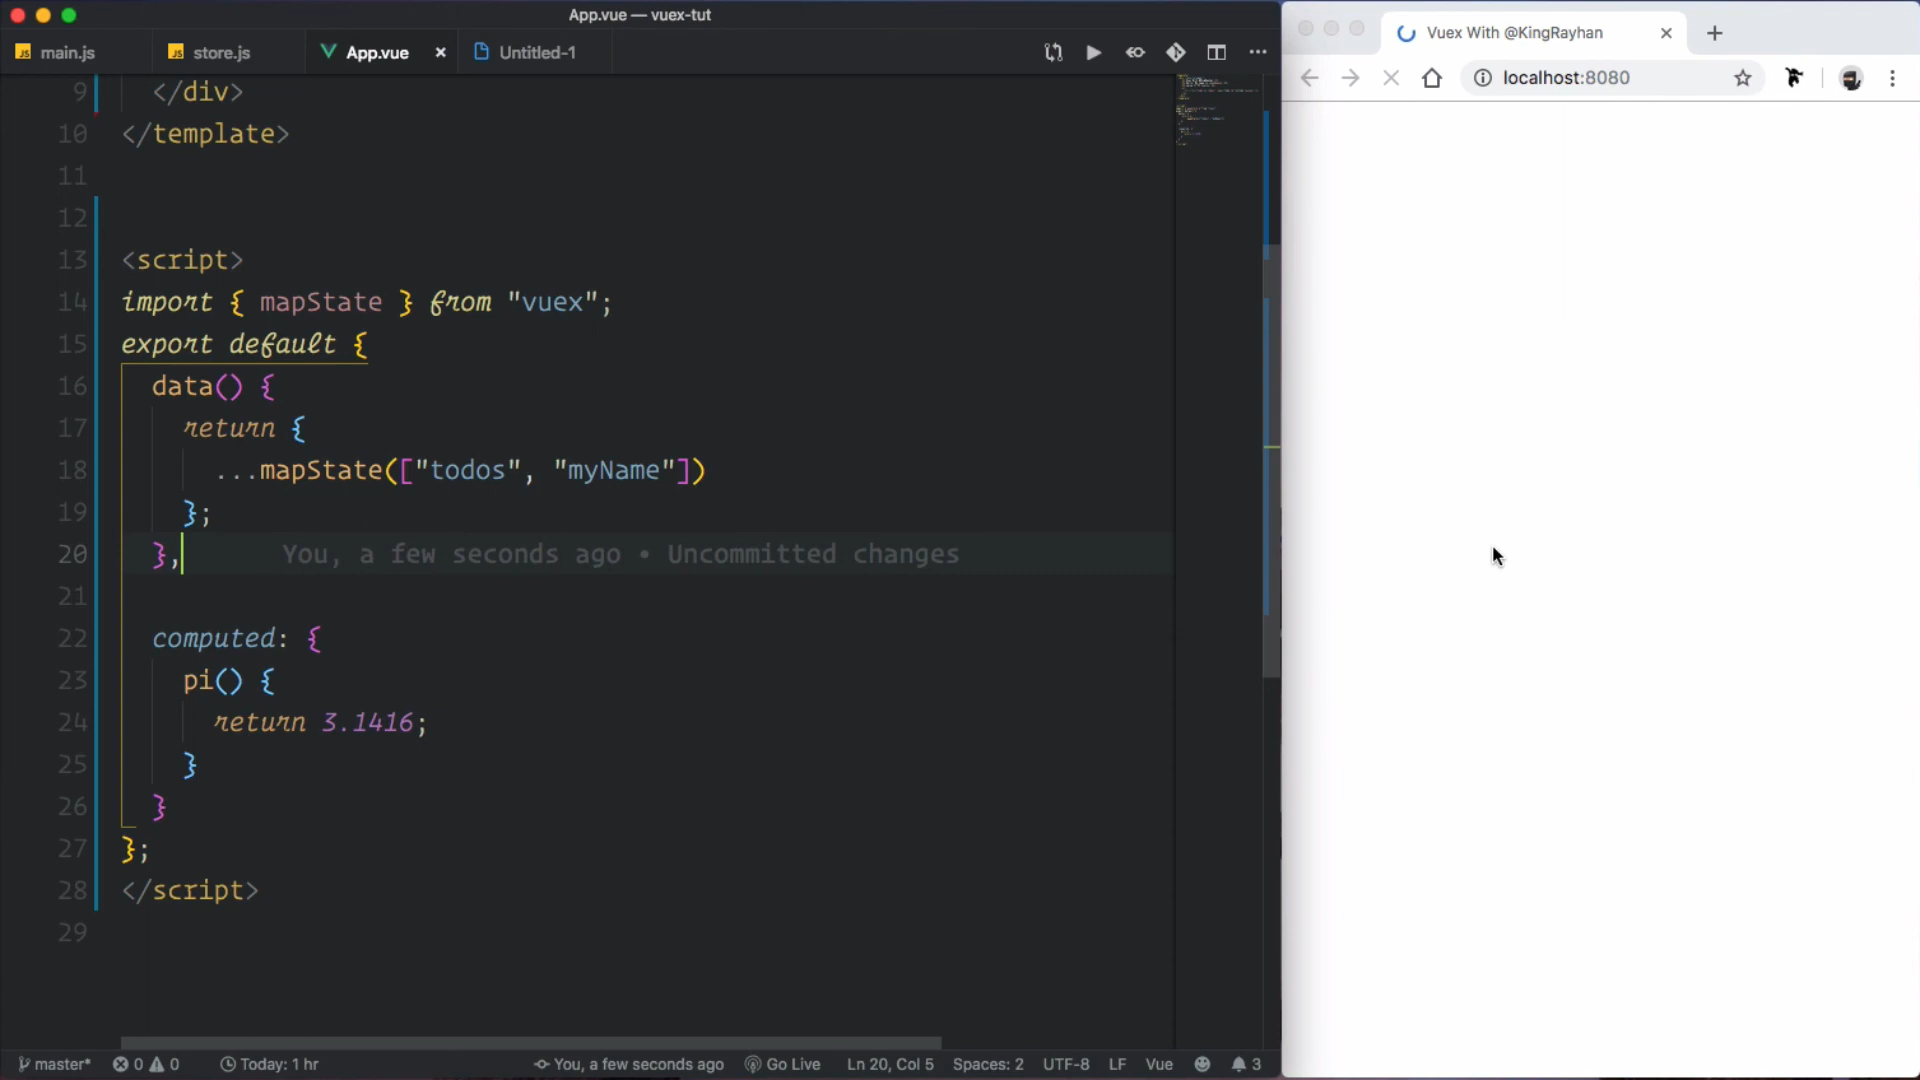 App.vue — vuex-tut
main.js
store.js
App.vue
Untitled-1
9 </div>
10 </template>
11
12
13 <script>
14 import { mapState } from "vuex";
15 export default {
16 data() {
17 return {
18 ...mapState(["todos", "myName"])
19 };
20 }, You, a few seconds ago • Uncommitted changes
21
22 computed: {
23 pi() {
24 return 3.1416;
25 }
26 }
27 };
28 </script>
29
master* 0 0 Today: 1 hr You, a few seconds ago Go Live Ln 20, Col 5 Spaces: 2 UTF-8 LF Vue 3
Vuex With @KingRayhan
localhost:8080